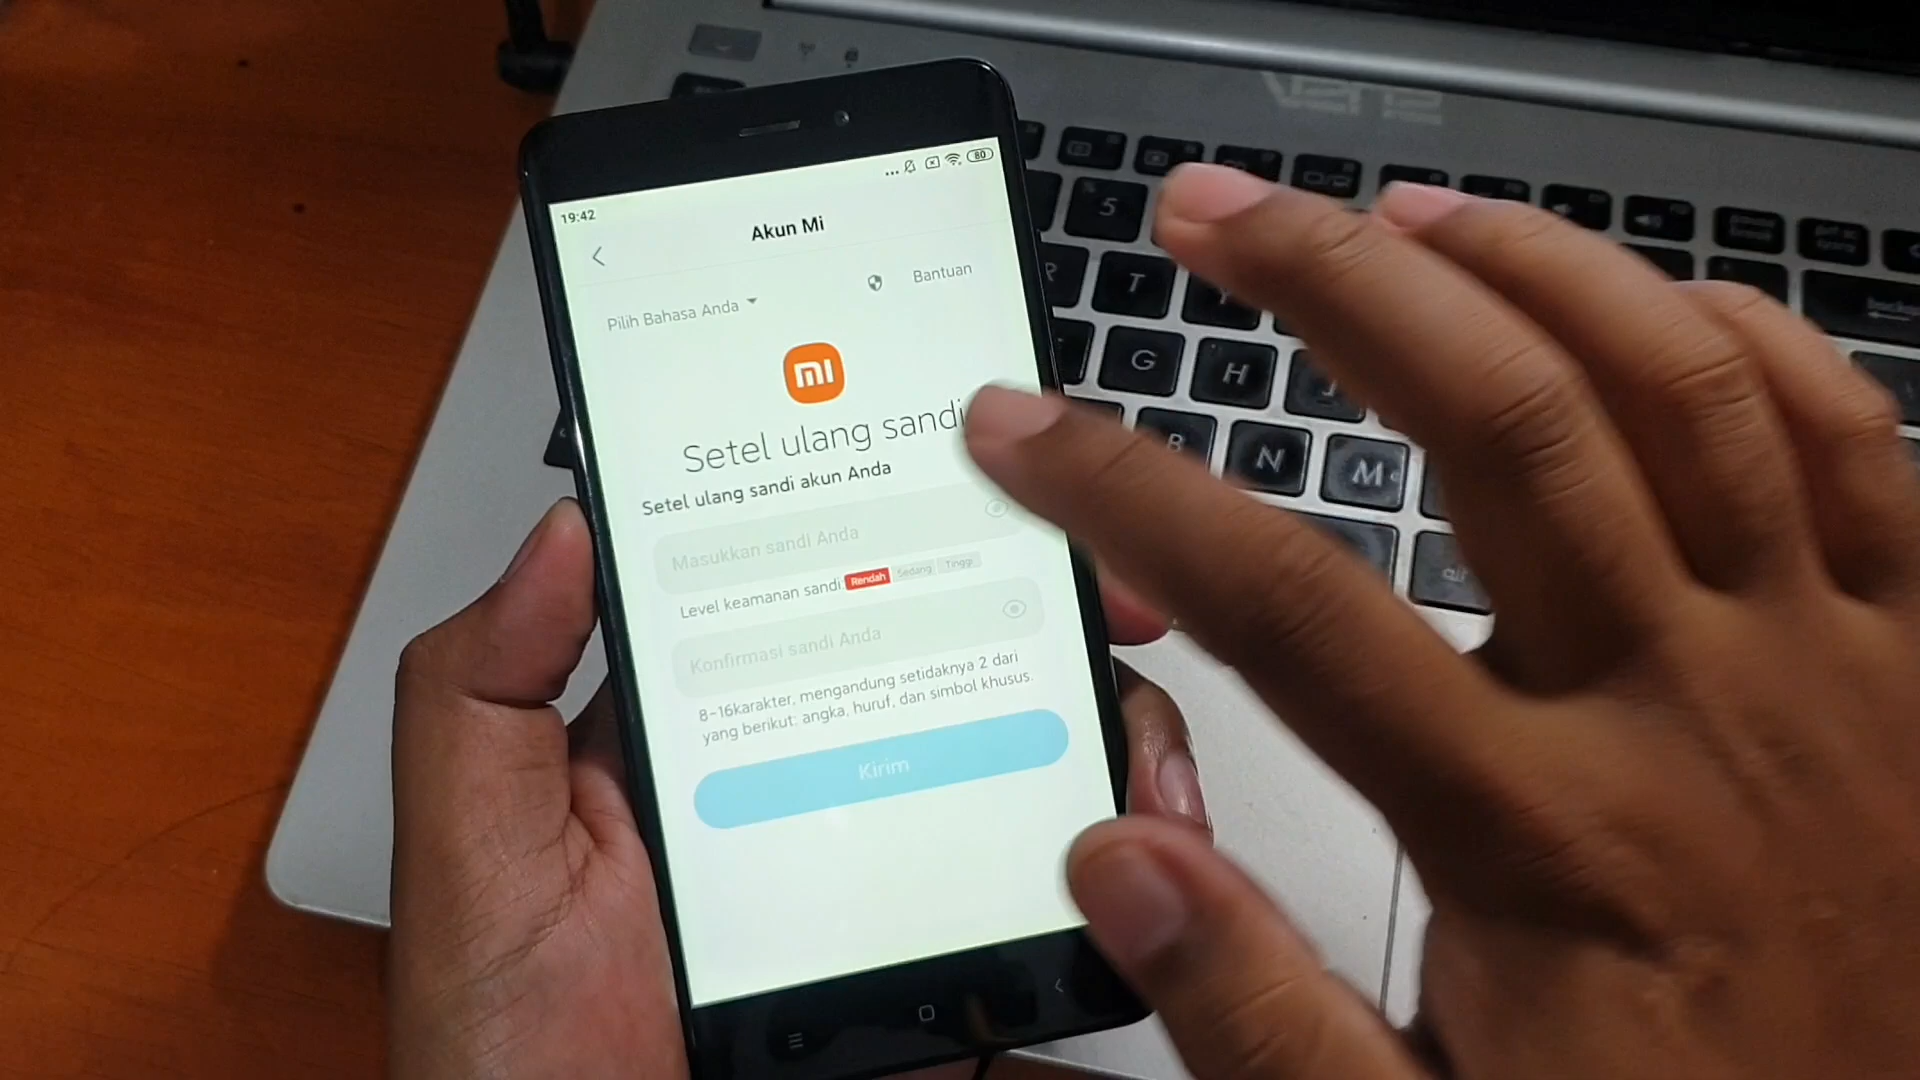 19:42
80
Akun Mi
Pilih Bahasa Anda
Bantuan
mi
Setel ulang sandi
Setel ulang sandi akun Anda
Masukkan sandi Anda
Level keamanan sandi Rendah Sedang Tinggi
Konfirmasi sandi Anda
8-16karakter, mengandung setidaknya 2 dari
yang berikut: angka, huruf, dan simbol khusus.
Kirim
5
R T Y
G H J
B N M
alt